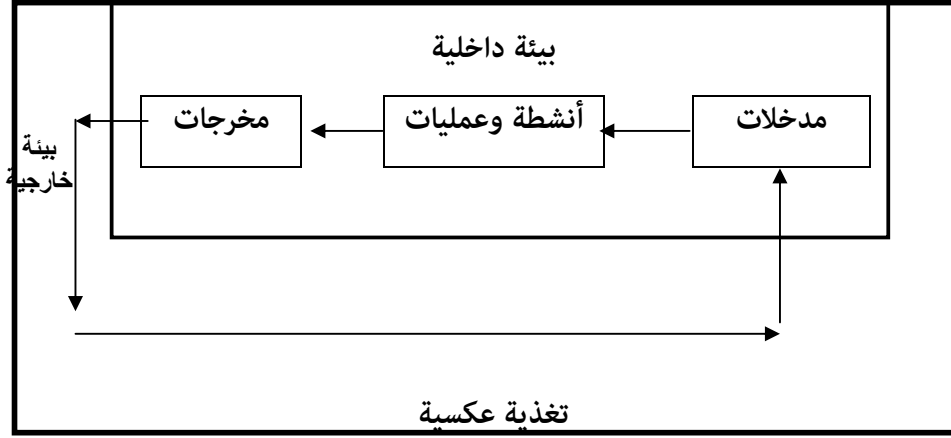 بيئة داخلية
مدخلات
أنشطة وعمليات
مخرجات
بيئة
خارجية
تغذية عكسية